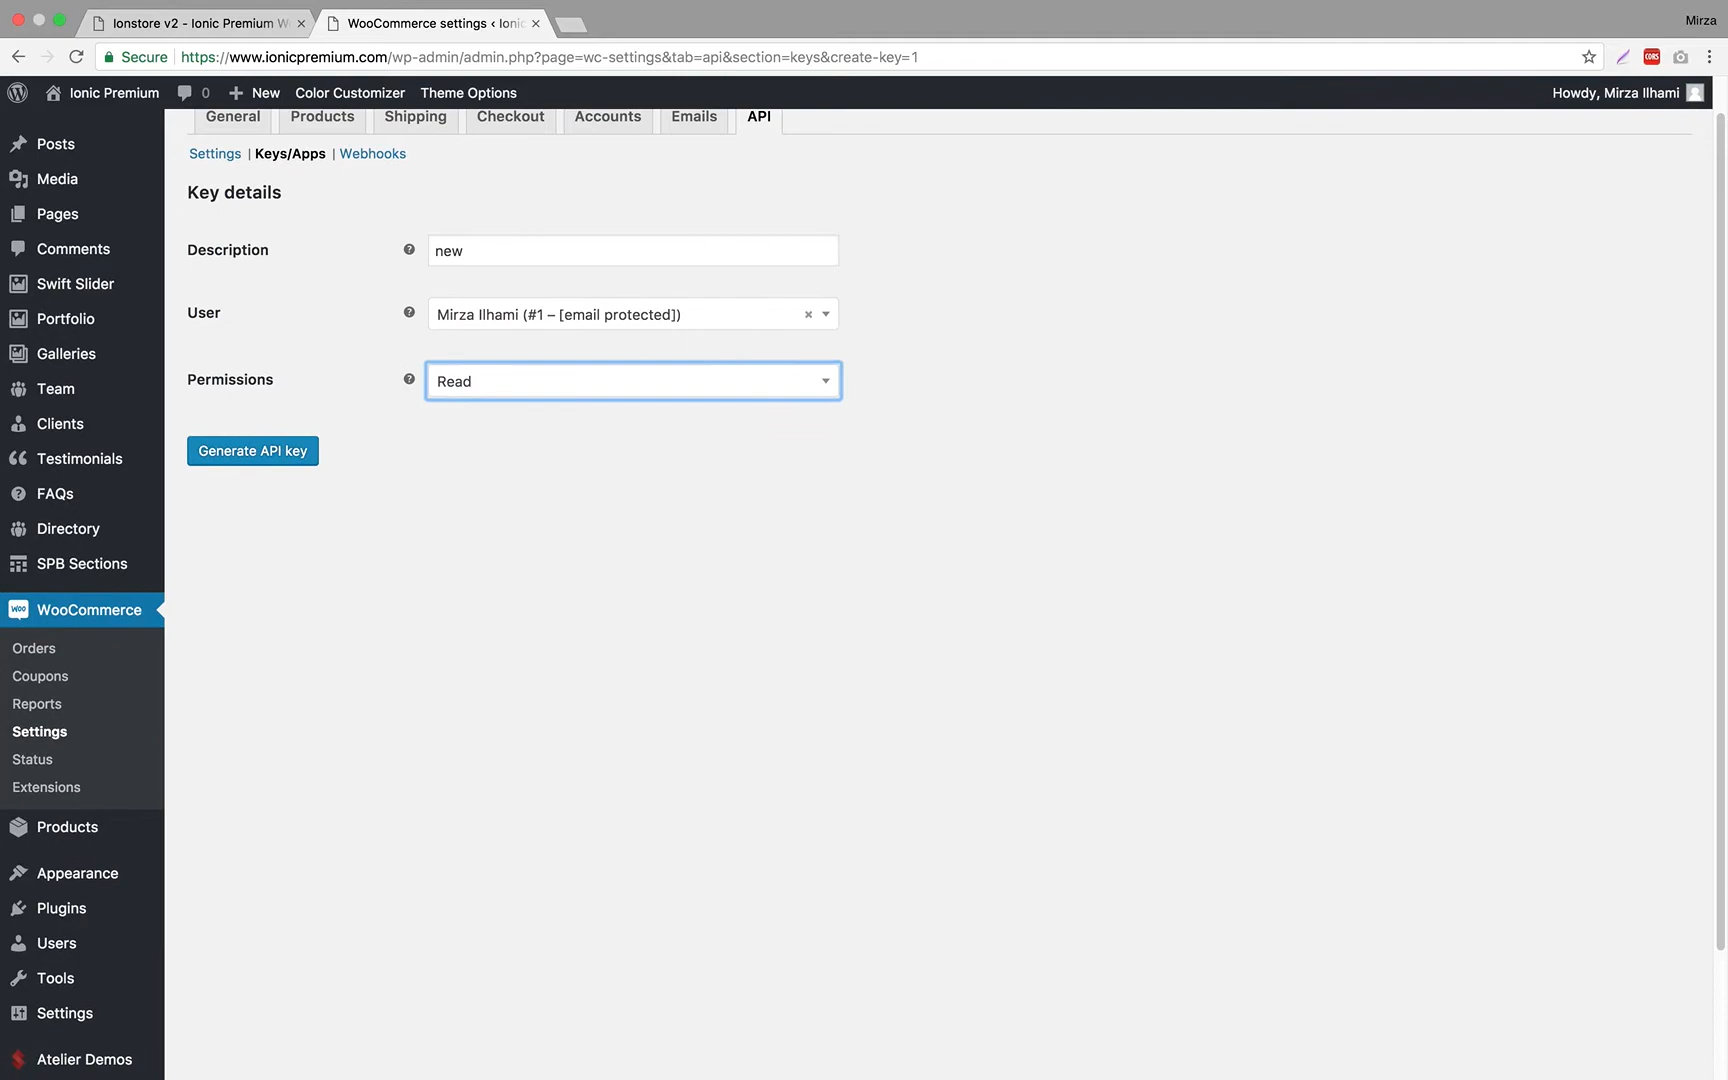 Ionstore v2 - Ionic Premium W
WooCommerce settings ‹ Ionic
Mirza
Secure
https://www.ionicpremium.com/wp-admin/admin.php?page=wc-settings&tab=api&section=keys&create-key=1
CORS
Ionic Premium
0
New
Color Customizer
Theme Options
Howdy, Mirza Ilhami
General
Products
Shipping
Checkout
Accounts
Emails
API
Settings | Keys/Apps | Webhooks
Key details
Description
new
User
Mirza Ilhami (#1 – [email protected])
Permissions
Read
Generate API key
Posts
Media
Pages
Comments
Swift Slider
Portfolio
Galleries
Team
Clients
Testimonials
FAQs
Directory
SPB Sections
WooCommerce
Orders
Coupons
Reports
Settings
Status
Extensions
Products
Appearance
Plugins
Users
Tools
Settings
Atelier Demos